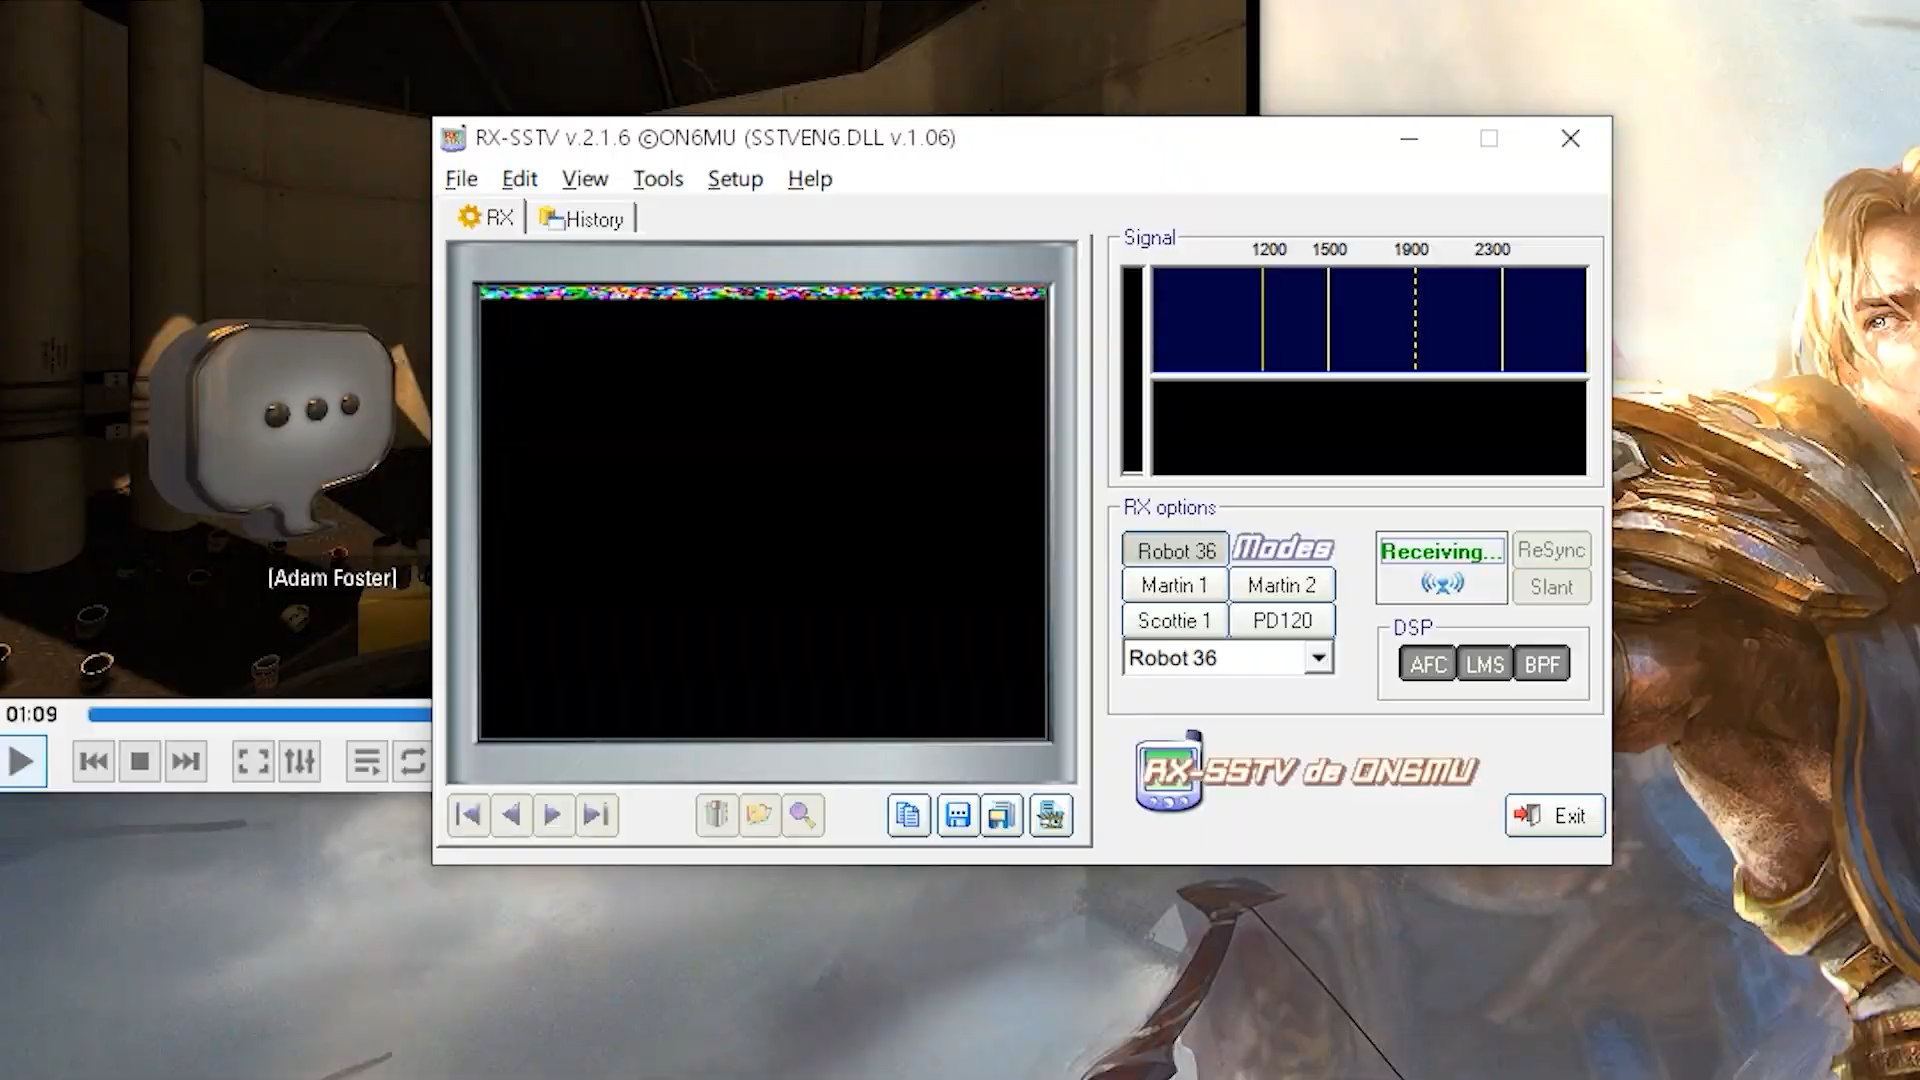 RX-SSTV v.2.1.6 ©ON6MU (SSTVENG.DLL v.1.06)
File Edit View Tools Setup Help
RX History
Signal
1200 1500 1900 2300
RX options
Robot 36 Modes
Martin 1 Martin 2
Scottie 1 PD120
Robot 36
Receiving...
ReSync
Slant
DSP
AFC LMS BPF
RX-SSTV de ON6MU
Exit
[Adam Foster]
01:09